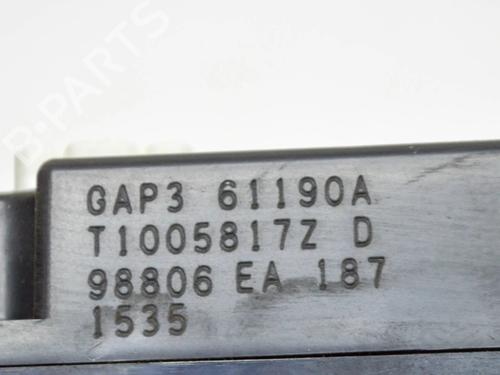 B-PARTS
GAP3 61190A
T1005817Z D
98806 EA 187
1535